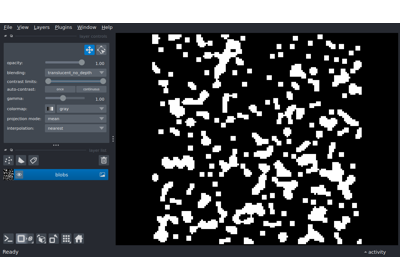 File View Layers Plugins Window Help
opacity: 1.00
blending: translucent_no_depth
contrast limits:
auto-contrast: once continuous
gamma: 1.00
colormap: gray
projection mode: none
interpolation: nearest
blobs
Ready
activity